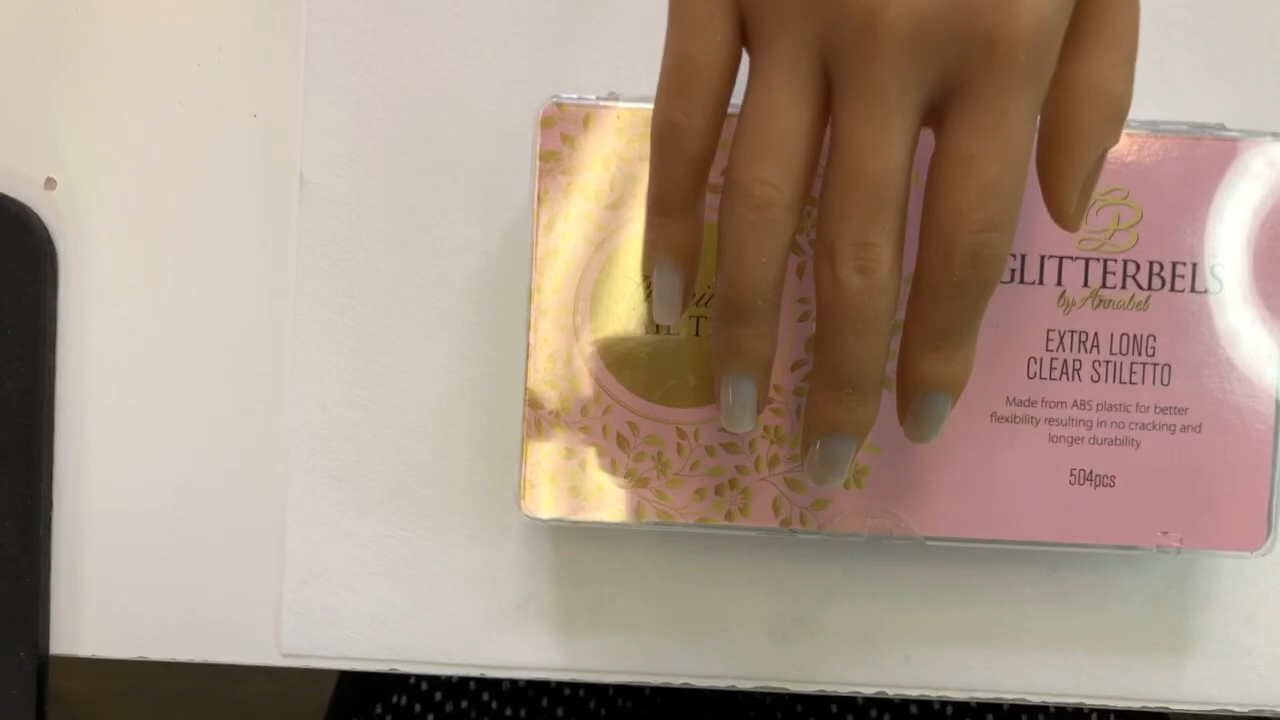 GLITTERBELS
by Annabel
EXTRA LONG
CLEAR STILETTO
Made from ABS plastic for better
flexibility resulting in no cracking and
longer durability
504pcs